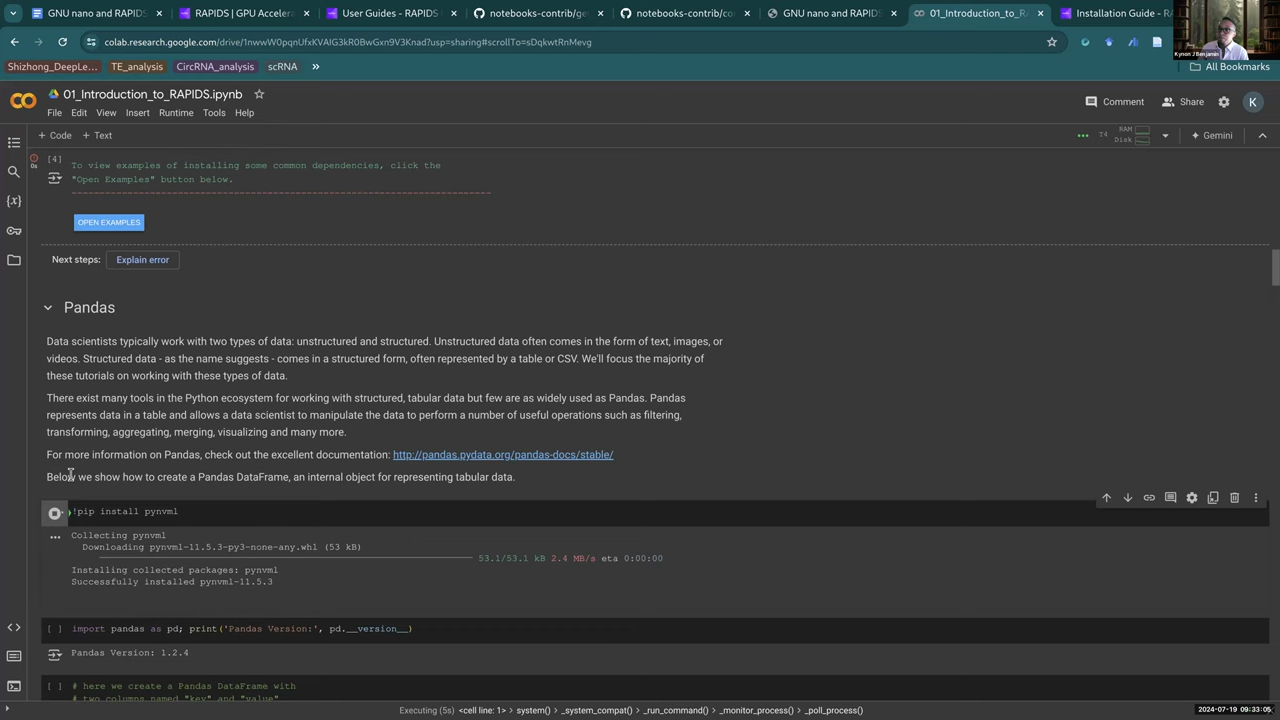 GNU nano and RAPIDS
RAPIDS | GPU Accelera
User Guides - RAPIDS
notebooks-contrib/ge
notebooks-contrib/co
GNU nano and RAPIDS
01_Introduction_to_RA
Installation Guide - RA
colab.research.google.com/drive/1nwwW0pqnUfxKVAIG3kR0BwGxn9V3Knad?usp=sharing#scrollTo=sDqkwtRnMevg
Kynon J Benjamin
Shizhong_DeepLe...
TE_analysis
CircRNA_analysis
scRNA
»
All Bookmarks
01_Introduction_to_RAPIDS.ipynb
File Edit View Insert Runtime Tools Help
Comment
Share
K
+ Code + Text
T4
RAM
Disk
Gemini
[4]
0s
To view examples of installing some common dependencies, click the
"Open Examples" button below.
OPEN EXAMPLES
Next steps:
Explain error
Pandas
Data scientists typically work with two types of data: unstructured and structured. Unstructured data often comes in the form of text, images, or
videos. Structured data - as the name suggests - comes in a structured form, often represented by a table or CSV. We'll focus the majority of
these tutorials on working with these types of data.
There exist many tools in the Python ecosystem for working with structured, tabular data but few are as widely used as Pandas. Pandas
represents data in a table and allows a data scientist to manipulate the data to perform a number of useful operations such as filtering,
transforming, aggregating, merging, visualizing and many more.
For more information on Pandas, check out the excellent documentation: http://pandas.pydata.org/pandas-docs/stable/
Below we show how to create a Pandas DataFrame, an internal object for representing tabular data.
!pip install pynvml
Collecting pynvml
Downloading pynvml-11.5.3-py3-none-any.whl (53 kB)
53.1/53.1 kB 2.4 MB/s eta 0:00:00
Installing collected packages: pynvml
Successfully installed pynvml-11.5.3
[ ] import pandas as pd; print('Pandas Version:', pd.__version__)
Pandas Version: 1.2.4
[ ] # here we create a Pandas DataFrame with
# two columns named "key" and "value"
Executing (5s) <cell line: 1> > system() > _system_compat() > _run_command() > _monitor_process() > _poll_process()
2024-07-19 09:33:05